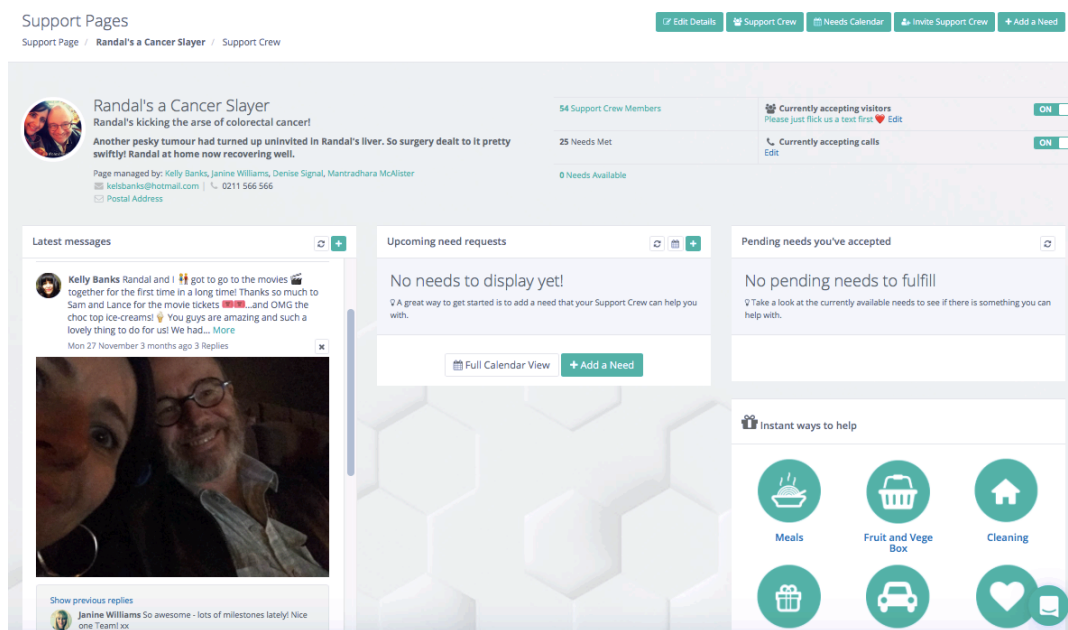 Support Pages
Edit Details
Support Crew
Needs Calendar
Invite Support Crew
+ Add a Need
Support Page / Randal's a Cancer Slayer / Support Crew
Randal's a Cancer Slayer
Randal's kicking the arse of colorectal cancer!
Another pesky tumour had turned up uninvited in Randal's liver. So surgery dealt to it pretty
swiftly! Randal at home now recovering well.
Page managed by: Kelly Banks, Janine Williams, Denise Signal, Mantradhara McAlister
kelsbanks@hotmail.com | 0211 566 566
Postal Address
54 Support Crew Members
25 Needs Met
0 Needs Available
Currently accepting visitors
Please just flick us a text first ❤️ Edit
ON
Currently accepting calls
Edit
ON
Latest messages
Kelly Banks Randal and I 👫 got to go to the movies 🎬
together for the first time in a long time! Thanks so much to
Sam and Lance for the movie tickets 🎟️🎟️...and OMG the
choc top ice-creams!🍦 You guys are amazing and such a
lovely thing to do for us! We had... More
Mon 27 November 3 months ago 3 Replies
Show previous replies
Janine Williams So awesome - lots of milestones lately! Nice
one Team! xx
Upcoming need requests
No needs to display yet!
A great way to get started is to add a need that your Support Crew can help you
with.
Full Calendar View
+ Add a Need
Pending needs you've accepted
No pending needs to fulfill
Take a look at the currently available needs to see if there is something you can
help with.
Instant ways to help
Meals
Fruit and Vege
Box
Cleaning